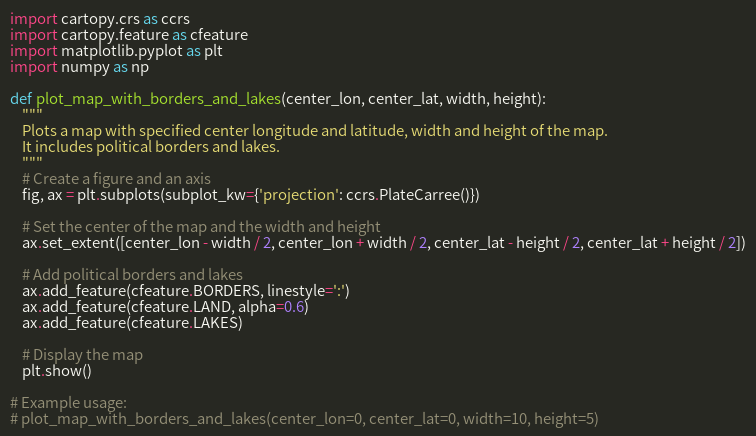 import cartopy.crs as ccrs
import cartopy.feature as cfeature
import matplotlib.pyplot as plt
import numpy as np

def plot_map_with_borders_and_lakes(center_lon, center_lat, width, height):
    """
    Plots a map with specified center longitude and latitude, width and height of the map.
    It includes political borders and lakes.
    """
    # Create a figure and an axis
    fig, ax = plt.subplots(subplot_kw={'projection': ccrs.PlateCarree()})

    # Set the center of the map and the width and height
    ax.set_extent([center_lon - width / 2, center_lon + width / 2, center_lat - height / 2, center_lat + height / 2])

    # Add political borders and lakes
    ax.add_feature(cfeature.BORDERS, linestyle=':')
    ax.add_feature(cfeature.LAND, alpha=0.6)
    ax.add_feature(cfeature.LAKES)

    # Display the map
    plt.show()

# Example usage:
# plot_map_with_borders_and_lakes(center_lon=0, center_lat=0, width=10, height=5)